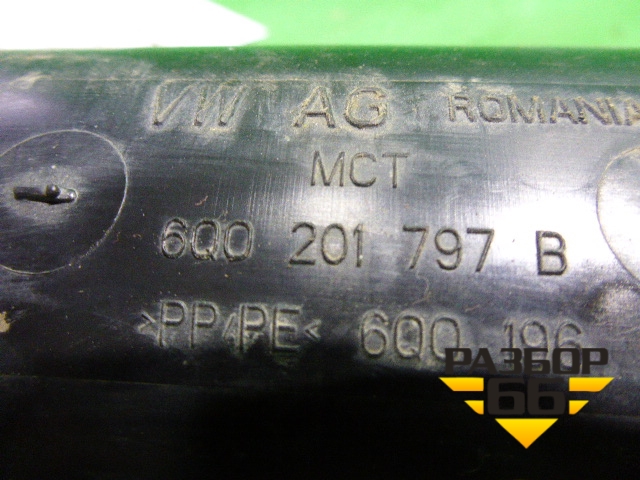 VW AG ROMANIA
MCT
6Q0 201 797 B
>PP/PE< 6Q0 196
РАЗБОР
66